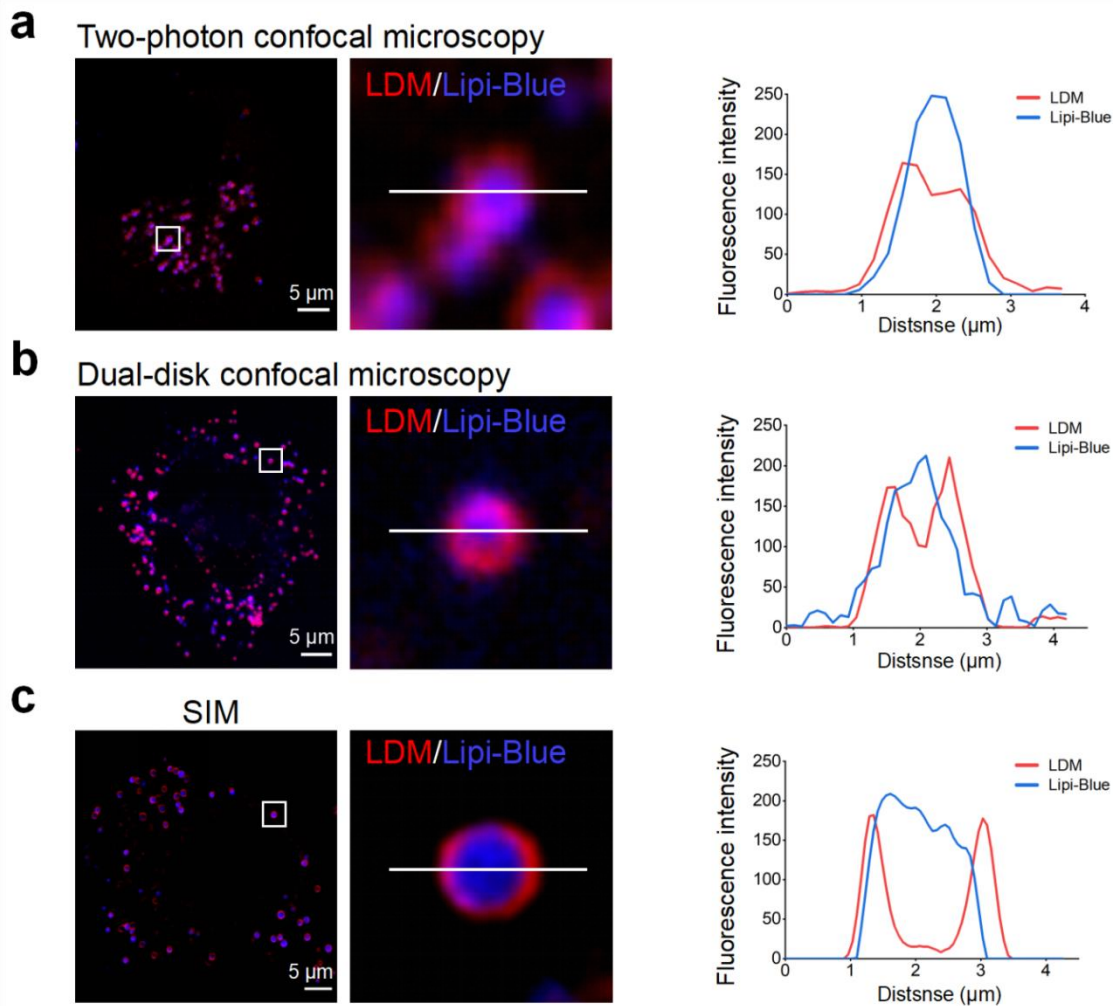 a
Two-photon confocal microscopy
LDM/Lipi-Blue
5 µm
Fluorescence intensity
250
200
150
100
50
0
0 1 2 3 4
Distsnse (µm)
LDM
Lipi-Blue
b
Dual-disk confocal microscopy
LDM/Lipi-Blue
5 µm
Fluorescence intensity
250
200
150
100
50
0
0 1 2 3 4
Distsnse (µm)
LDM
Lipi-Blue
c
SIM
LDM/Lipi-Blue
5 µm
Fluorescence intensity
250
200
150
100
50
0
0 1 2 3 4
Distsnse (µm)
LDM
Lipi-Blue